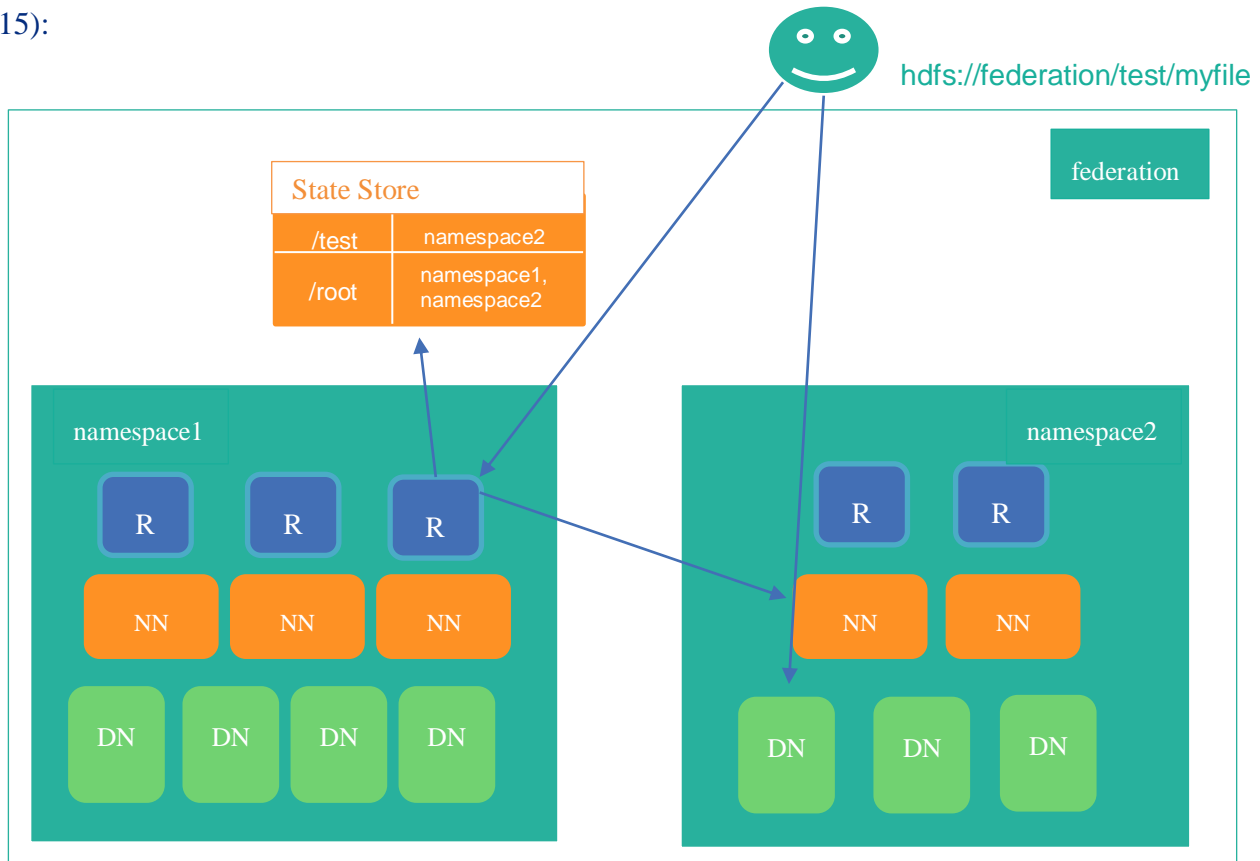 15):
hdfs://federation/test/myfile
federation
State Store
/test namespace2
/root namespace1,
namespace2
namespace1
namespace2
R R R
R R
NN NN NN
NN NN
DN DN DN DN
DN DN DN